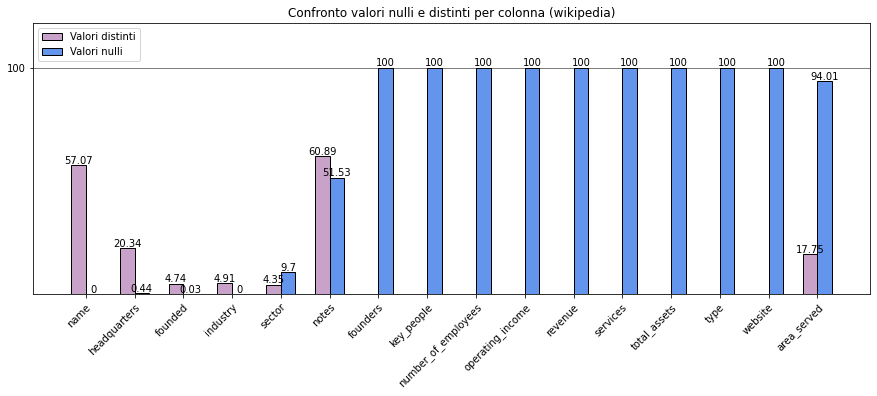 Confronto valori nulli e distinti per colonna (wikipedia)
Valori distinti
Valori nulli
100
57.07
0
20.34
0.44
4.74
0.03
4.91
0
4.35
9.7
60.89
51.53
100
100
100
100
100
100
100
100
100
17.75
94.01
name
headquarters
founded
industry
sector
notes
founders
key_people
number_of_employees
operating_income
revenue
services
total_assets
type
website
area_served